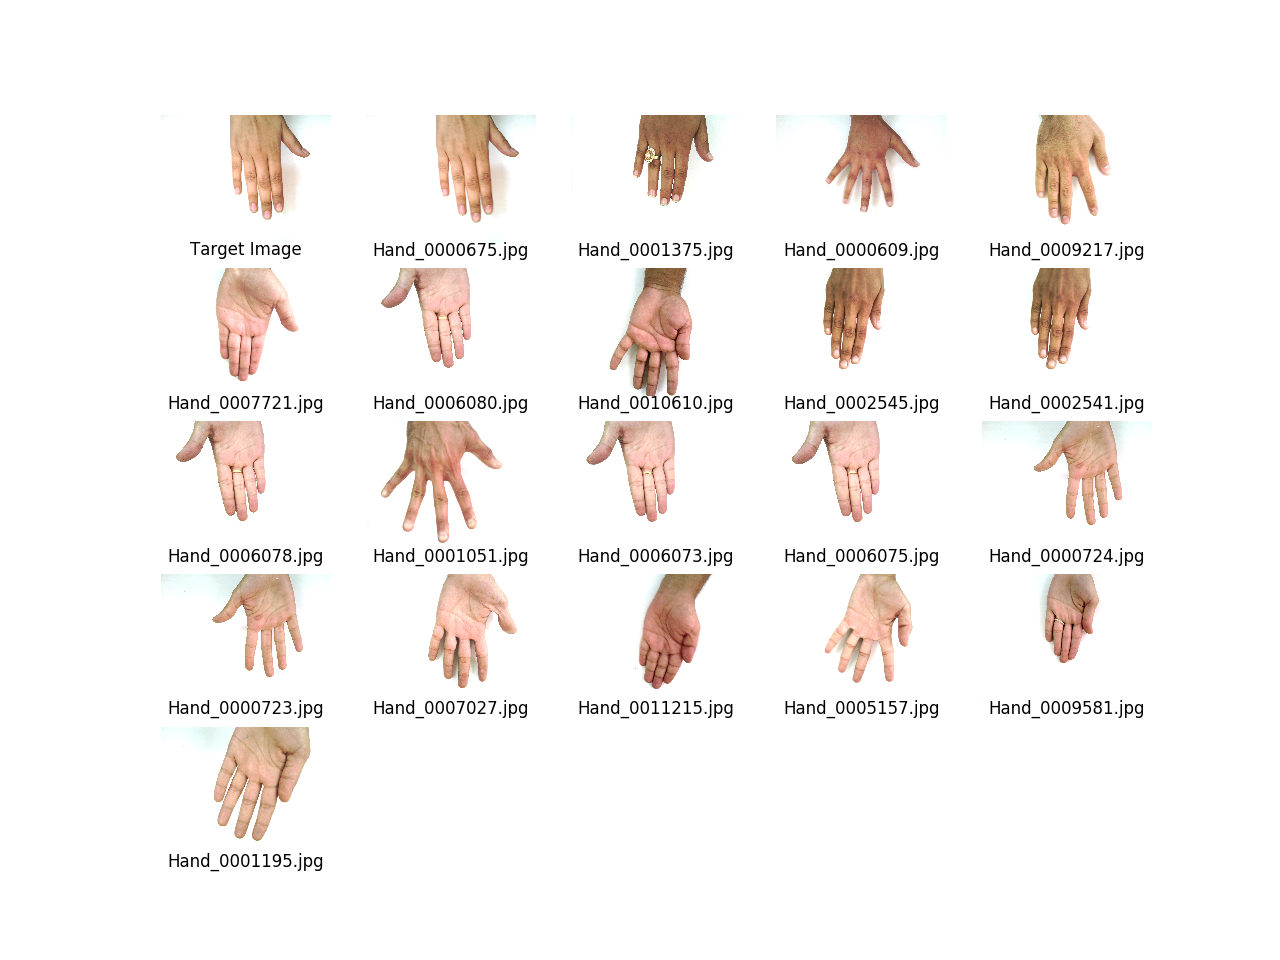 Target Image
Hand_0000675.jpg
Hand_0001375.jpg
Hand_0000609.jpg
Hand_0009217.jpg
Hand_0007721.jpg
Hand_0006080.jpg
Hand_0010610.jpg
Hand_0002545.jpg
Hand_0002541.jpg
Hand_0006078.jpg
Hand_0001051.jpg
Hand_0006073.jpg
Hand_0006075.jpg
Hand_0000724.jpg
Hand_0000723.jpg
Hand_0007027.jpg
Hand_0011215.jpg
Hand_0005157.jpg
Hand_0009581.jpg
Hand_0001195.jpg